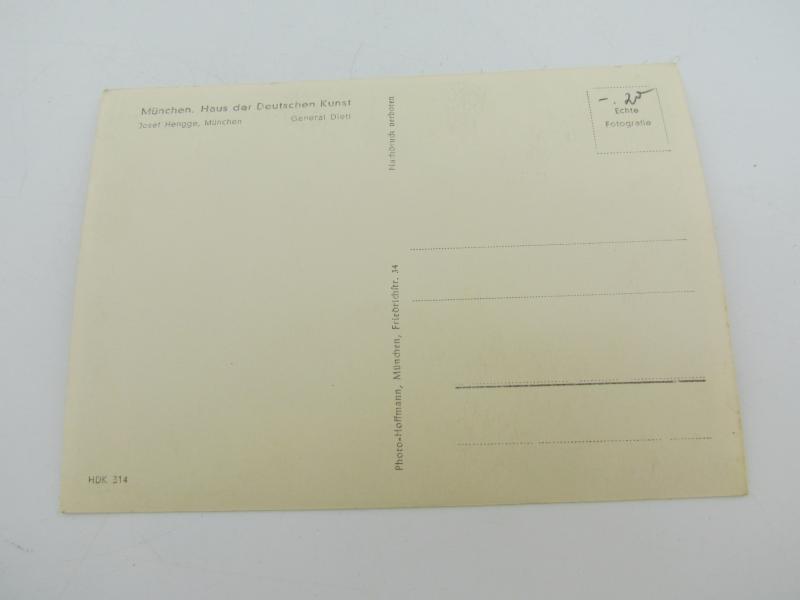 München. Haus der Deutschen Kunst
Josef Hengge, München General Dietl
Nachdruck verboten
-.25
Echte
Fotografie
Photo-Hoffmann, München, Friedrichstr. 34
HDK 314